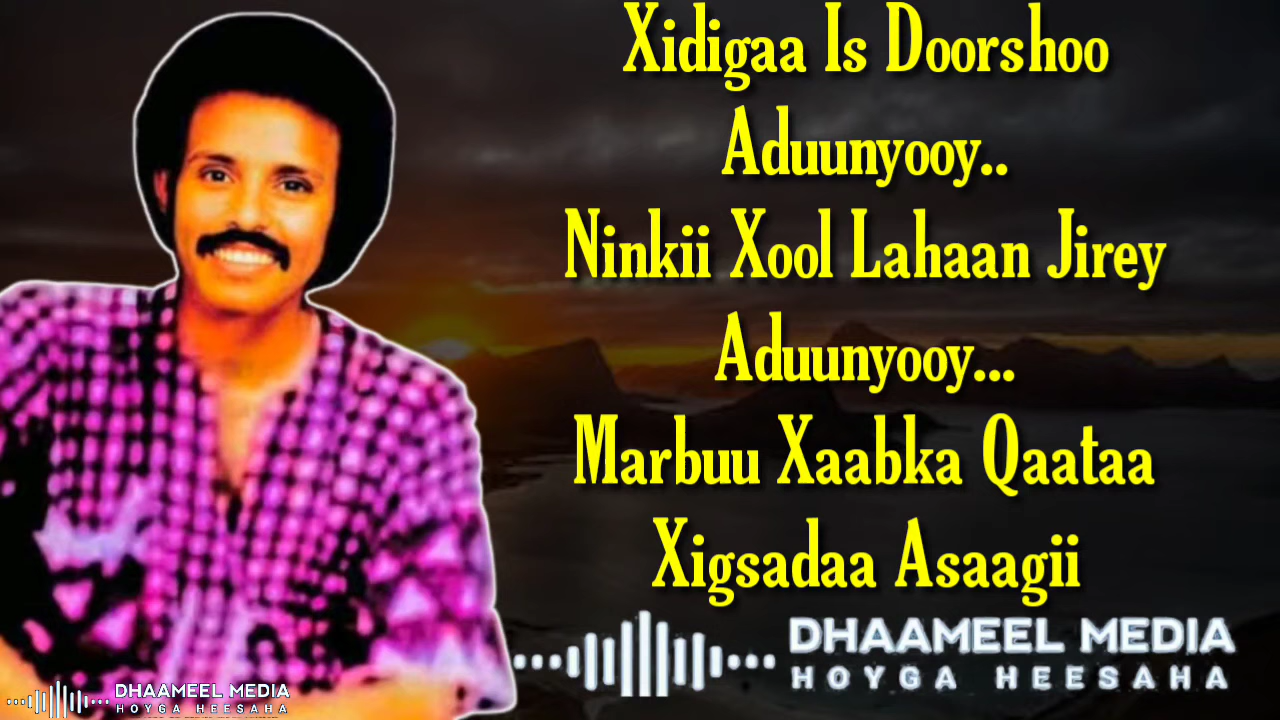 Xidigaa Is Doorshoo
Aduunyooy..
Ninkii Xool Lahaan Jirey
Aduunyooy...
Marbuu Xaabka Qaataa
Xigsadaa Asaagii
DHAAMEEL MEDIA
HOYGA HEESAHA
DHAAMEEL MEDIA
HOYGA HEESAHA